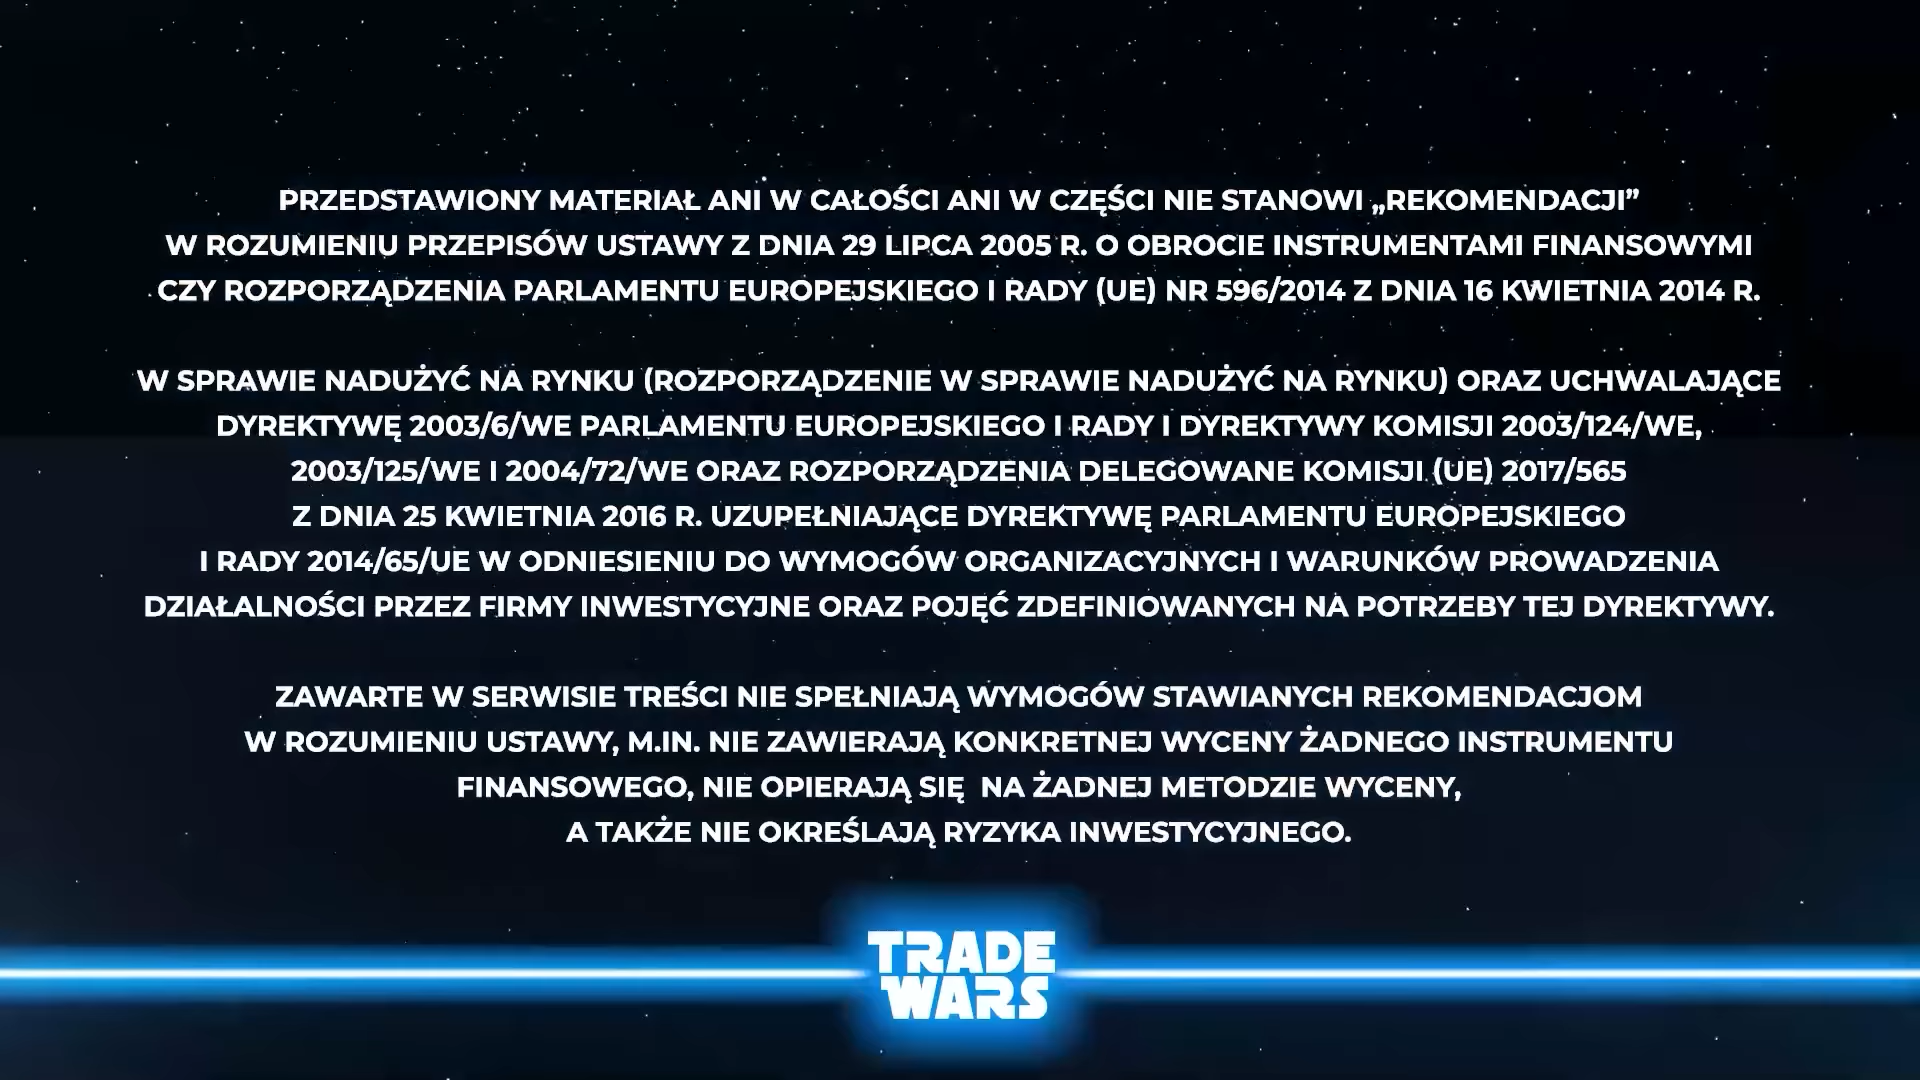 PRZEDSTAWIONY MATERIAŁ ANI W CAŁOŚCI ANI W CZĘŚCI NIE STANOWI „REKOMENDACJI”
W ROZUMIENIU PRZEPISÓW USTAWY Z DNIA 29 LIPCA 2005 R. O OBROCIE INSTRUMENTAMI FINANSOWYMI
CZY ROZPORZĄDZENIA PARLAMENTU EUROPEJSKIEGO I RADY (UE) NR 596/2014 Z DNIA 16 KWIETNIA 2014 R.
W SPRAWIE NADUŻYĆ NA RYNKU (ROZPORZĄDZENIE W SPRAWIE NADUŻYĆ NA RYNKU) ORAZ UCHWALAJĄCE
DYREKTYWĘ 2003/6/WE PARLAMENTU EUROPEJSKIEGO I RADY I DYREKTYWY KOMISJI 2003/124/WE,
2003/125/WE I 2004/72/WE ORAZ ROZPORZĄDZENIA DELEGOWANE KOMISJI (UE) 2017/565
Z DNIA 25 KWIETNIA 2016 R. UZUPEŁNIAJĄCE DYREKTYWĘ PARLAMENTU EUROPEJSKIEGO
I RADY 2014/65/UE W ODNIESIENIU DO WYMOGÓW ORGANIZACYJNYCH I WARUNKÓW PROWADZENIA
DZIAŁALNOŚCI PRZEZ FIRMY INWESTYCYJNE ORAZ POJĘĆ ZDEFINIOWANYCH NA POTRZEBY TEJ DYREKTYWY.
ZAWARTE W SERWISIE TREŚCI NIE SPEŁNIAJĄ WYMOGÓW STAWIANYCH REKOMENDACJOM
W ROZUMIENIU USTAWY, M.IN. NIE ZAWIERAJĄ KONKRETNEJ WYCENY ŻADNEGO INSTRUMENTU
FINANSOWEGO, NIE OPIERAJĄ SIĘ NA ŻADNEJ METODZIE WYCENY,
A TAKŻE NIE OKREŚLAJĄ RYZYKA INWESTYCYJNEGO.
TRADE
WARS